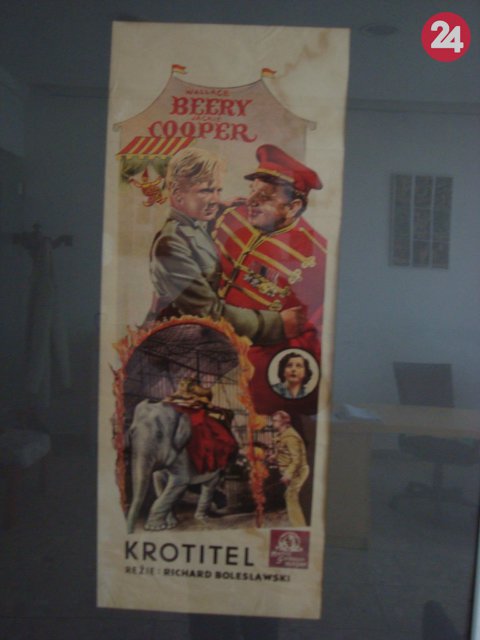 24
WALLACE
BEERY
JACKIE
COOPER
KROTITEL
REŽIE: RICHARD BOLESLAWSKI